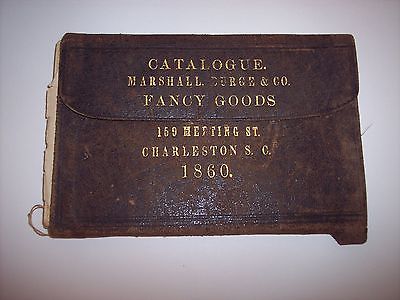 CATALOGUE.
MARSHALL, BURGE & CO.
FANCY GOODS
159 MEETING ST.
CHARLESTON S. C.
1860.